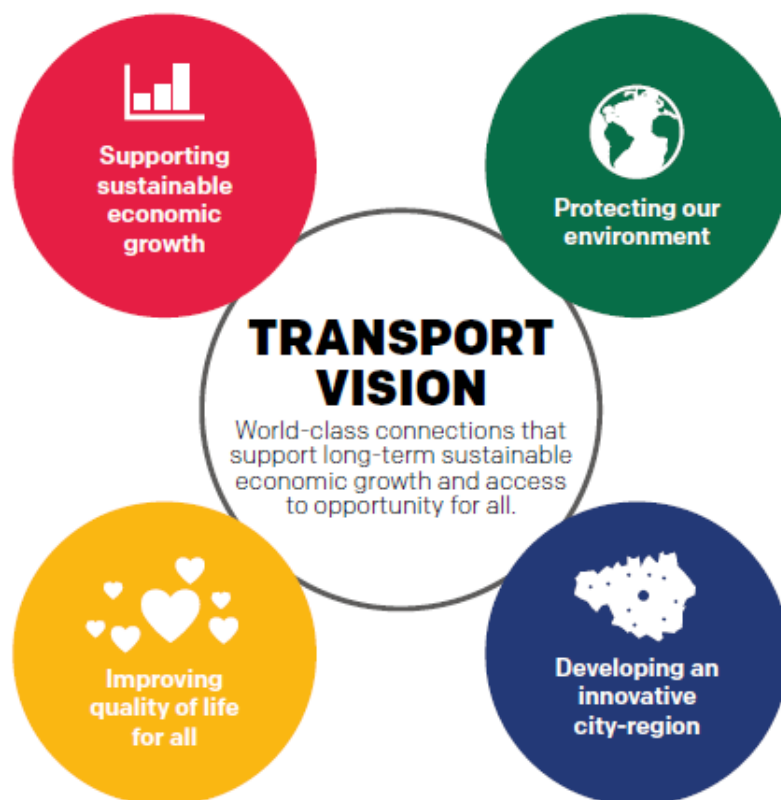 Supporting
sustainable
economic
growth
Protecting our
environment
TRANSPORT
VISION
World-class connections that
support long-term sustainable
economic growth and access
to opportunity for all.
Improving
quality of life
for all
Developing an
innovative
city-region